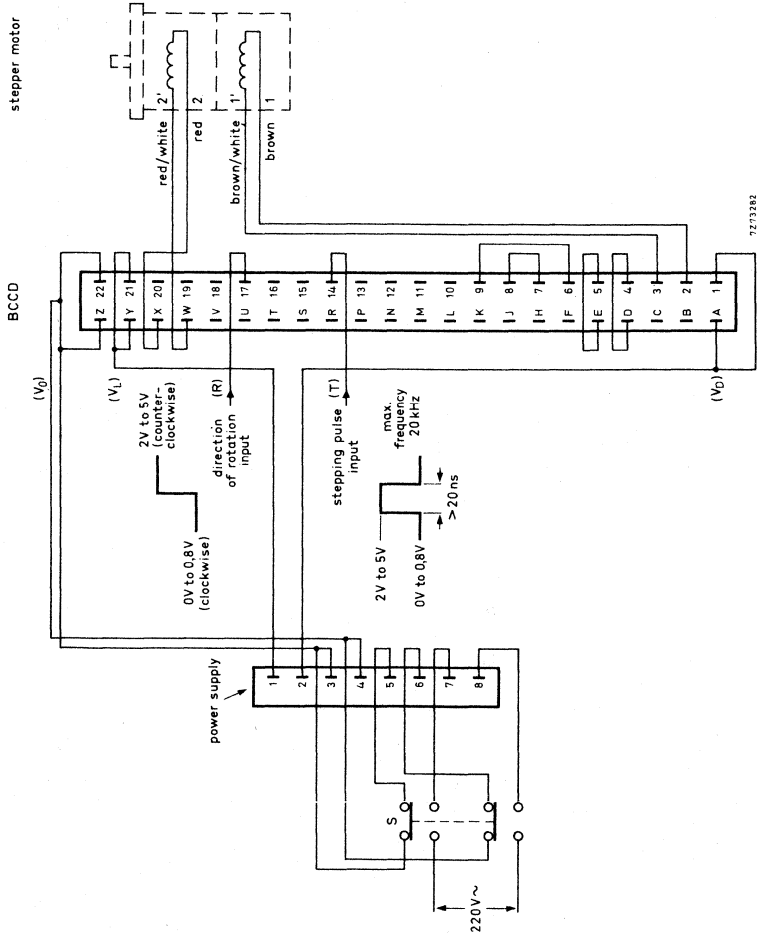 stepper motor
red/white
2'
2
red
brown/white
1'
1
brown
BCCD
Z 22
Y 21
X 20
W 19
V 18
U 17
T 16
S 15
R 14
P 13
N 12
M 11
L 10
K 9
J 8
H 7
F 6
E 5
D 4
C 3
B 2
A 1
7Z73282
(V0)
(VL)
2V to 5V
(counter-
clockwise)
0V to 0,8V
(clockwise)
(R)
direction
of rotation
input
(T)
stepping pulse
input
max.
frequency
20 kHz
2V to 5V
0V to 0,8V
>20ns
(VD)
power supply
1
2
3
4
5
6
7
8
S
220V~